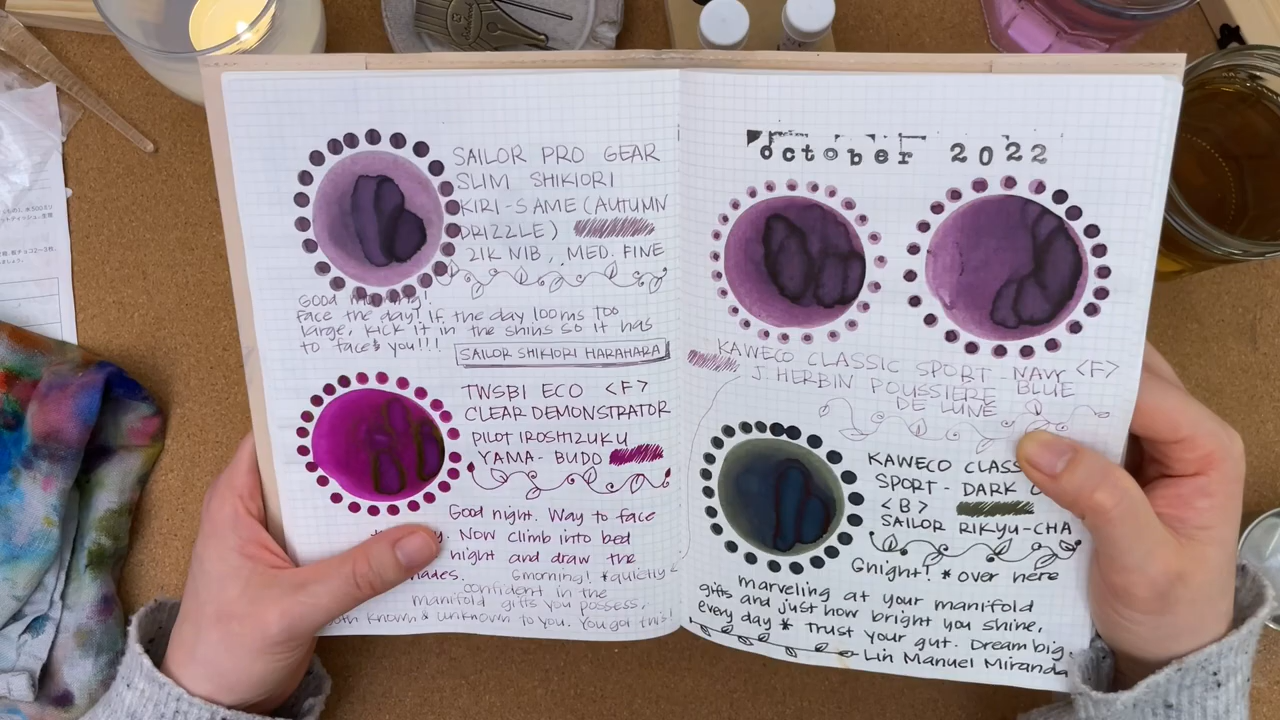 SAILOR PRO GEAR
SLIM SHIKIORI
KIRI-SAME (AUTUMN
DRIZZLE)
21K NIB, MED. FINE
Good morning!
Face the day! If the day looms too
large, kick it in the shins so it has
to face you!!!
SAILOR SHIKIORI HARAHARA
TWSBI ECO <F>
CLEAR DEMONSTRATOR
PILOT IROSHIZUKU
YAMA-BUDO
Good night. Way to face
Now climb into bed
night and draw the
Gmorning! *quietly
confident in the
manifold gifts you possess,
both known & unknown to you. You got this!
october 2022
KAWECO CLASSIC SPORT - NAVY <F>
J. HERBIN POUSSIERE BLUE
DE LUNE
KAWECO CLASS
SPORT - DARK
<B>
SAILOR RIKYU-CHA
Gnight! *over here
marveling at your manifold
gifts and just how bright you shine,
every day * Trust your gut. Dream big.
Lin Manuel Miranda